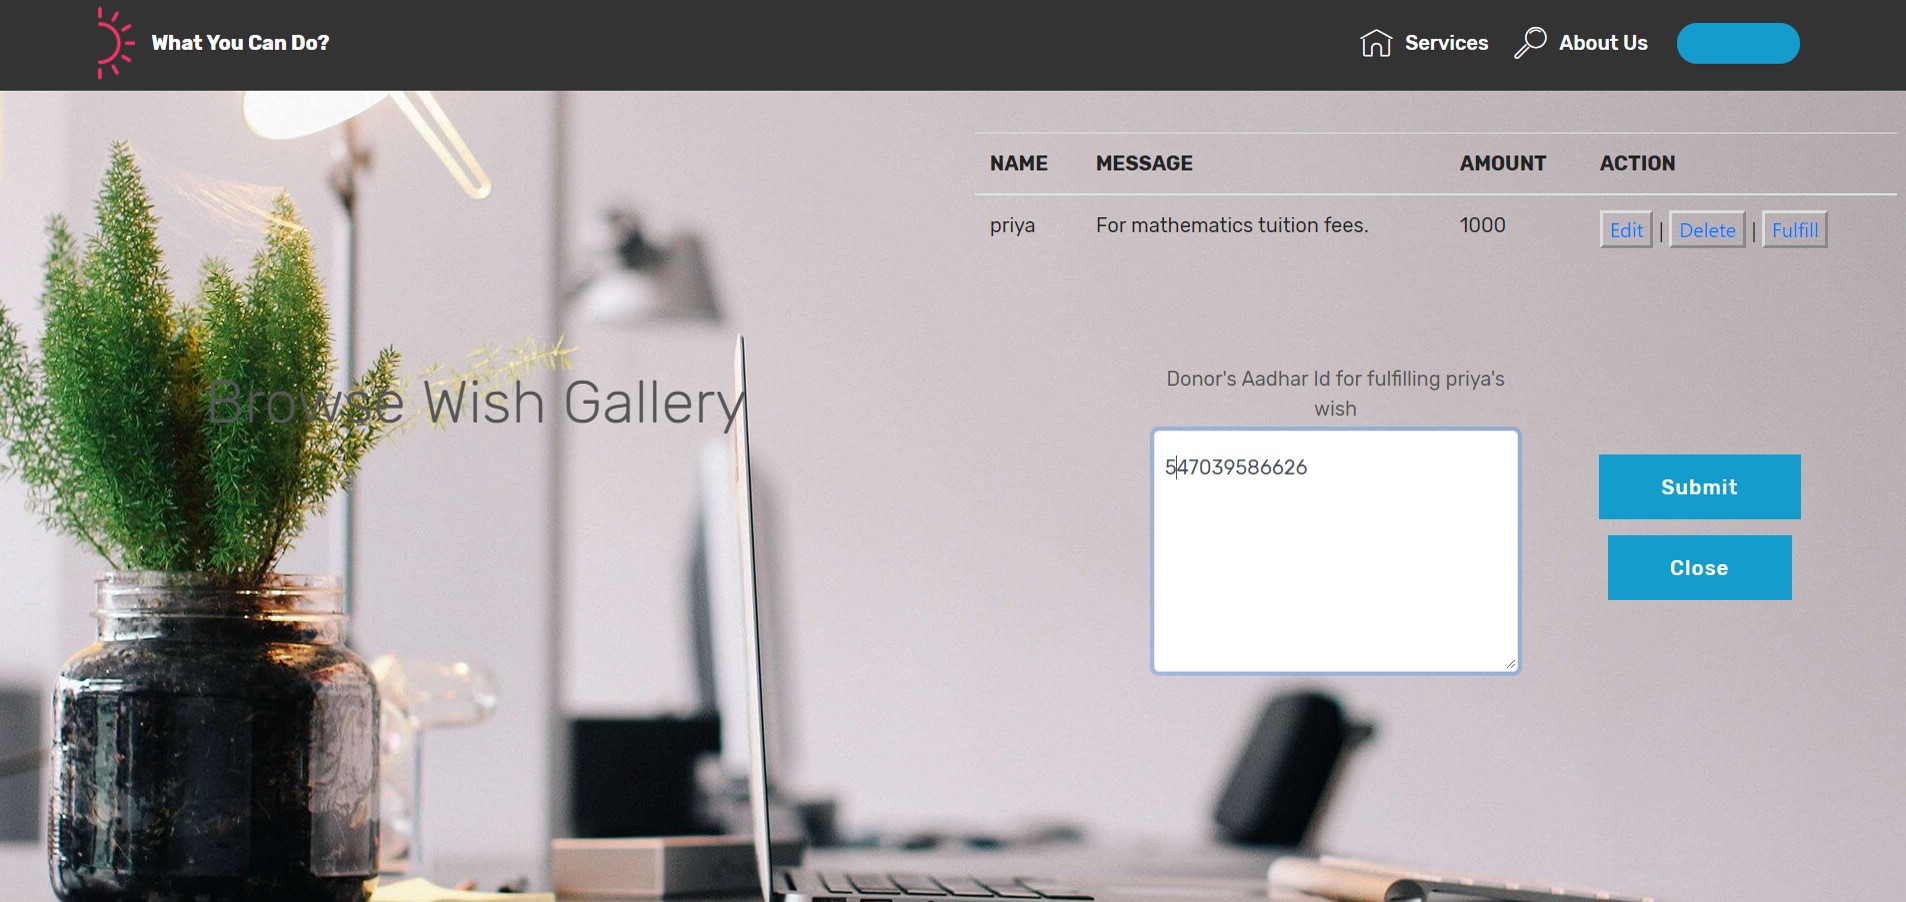 What You Can Do?
Services
About Us
NAME MESSAGE AMOUNT ACTION
priya For mathematics tuition fees. 1000 Edit | Delete | Fulfill
Browse Wish Gallery
Donor's Aadhar Id for fulfilling priya's
wish
547039586626
Submit
Close